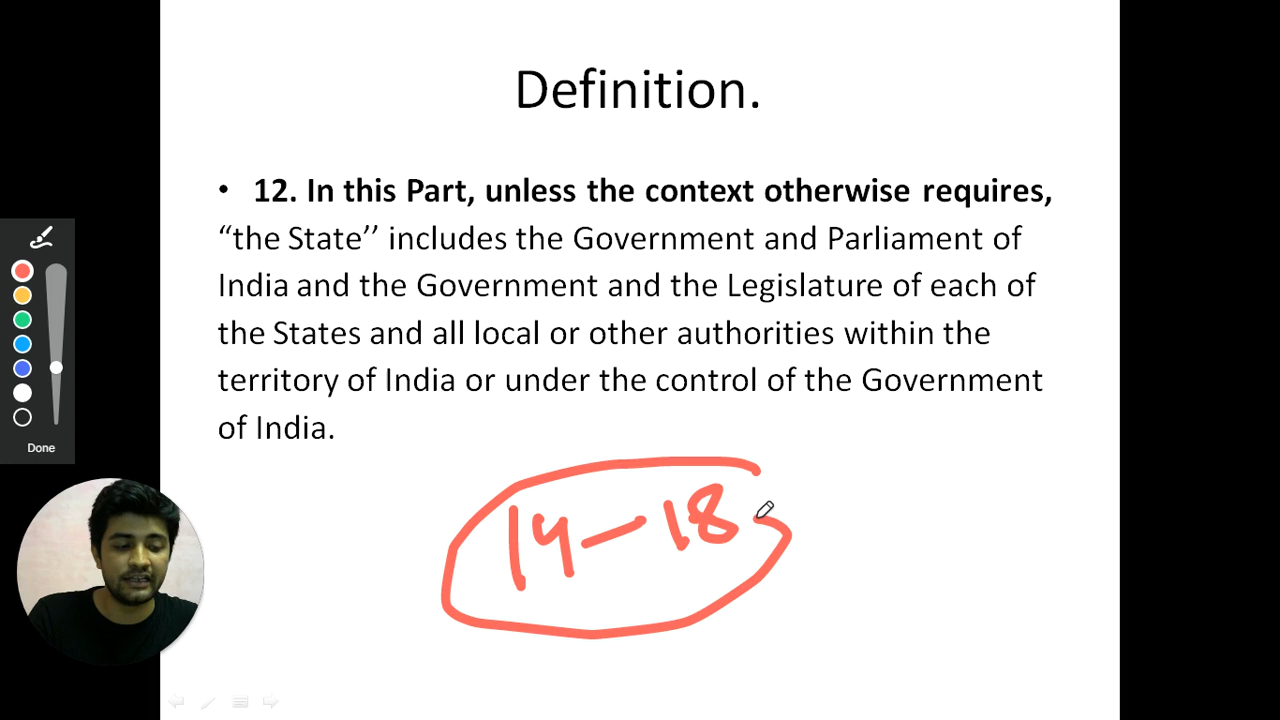 Definition.
• 12. In this Part, unless the context otherwise requires,
“the State’’ includes the Government and Parliament of
India and the Government and the Legislature of each of
the States and all local or other authorities within the
territory of India or under the control of the Government
of India.
14–18
Done